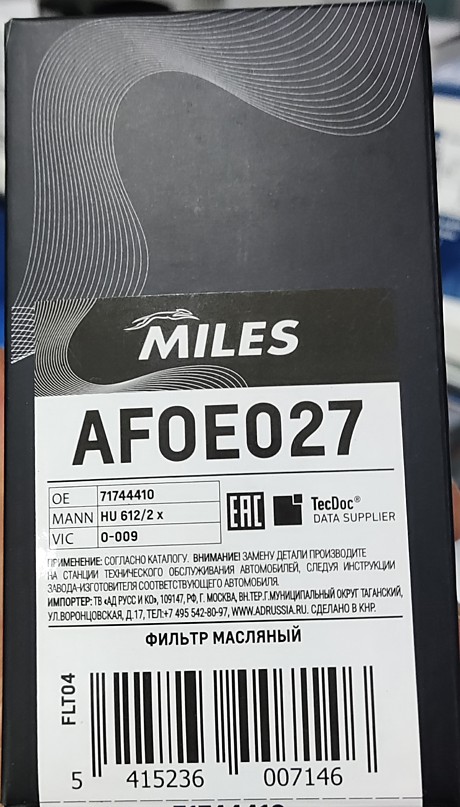 MILES
AFOE027
OE 71744410
MANN HU 612/2 x
VIC 0-009
EAC
TecDoc®
DATA SUPPLIER
ПРИМЕНЕНИЕ: СОГЛАСНО КАТАЛОГУ. ВНИМАНИЕ! ЗАМЕНУ ДЕТАЛИ ПРОИЗВОДИТЕ
НА СТАНЦИИ ТЕХНИЧЕСКОГО ОБСЛУЖИВАНИЯ АВТОМОБИЛЕЙ, СЛЕДУЯ ИНСТРУКЦИИ
ЗАВОДА-ИЗГОТОВИТЕЛЯ СООТВЕТСТВУЮЩЕГО АВТОМОБИЛЯ.
ИМПОРТЕР: ТВ «АД РУСС И КО», 109147, РФ, Г. МОСКВА, ВН.ТЕР.Г.МУНИЦИПАЛЬНЫЙ ОКРУГ ТАГАНСКИЙ,
УЛ.ВОРОНЦОВСКАЯ, Д.17, ТЕЛ:+7 495 542-80-97, WWW.ADRUSSIA.RU. СДЕЛАНО В КНР.
ФИЛЬТР МАСЛЯНЫЙ
FLT04
5 415236 007146